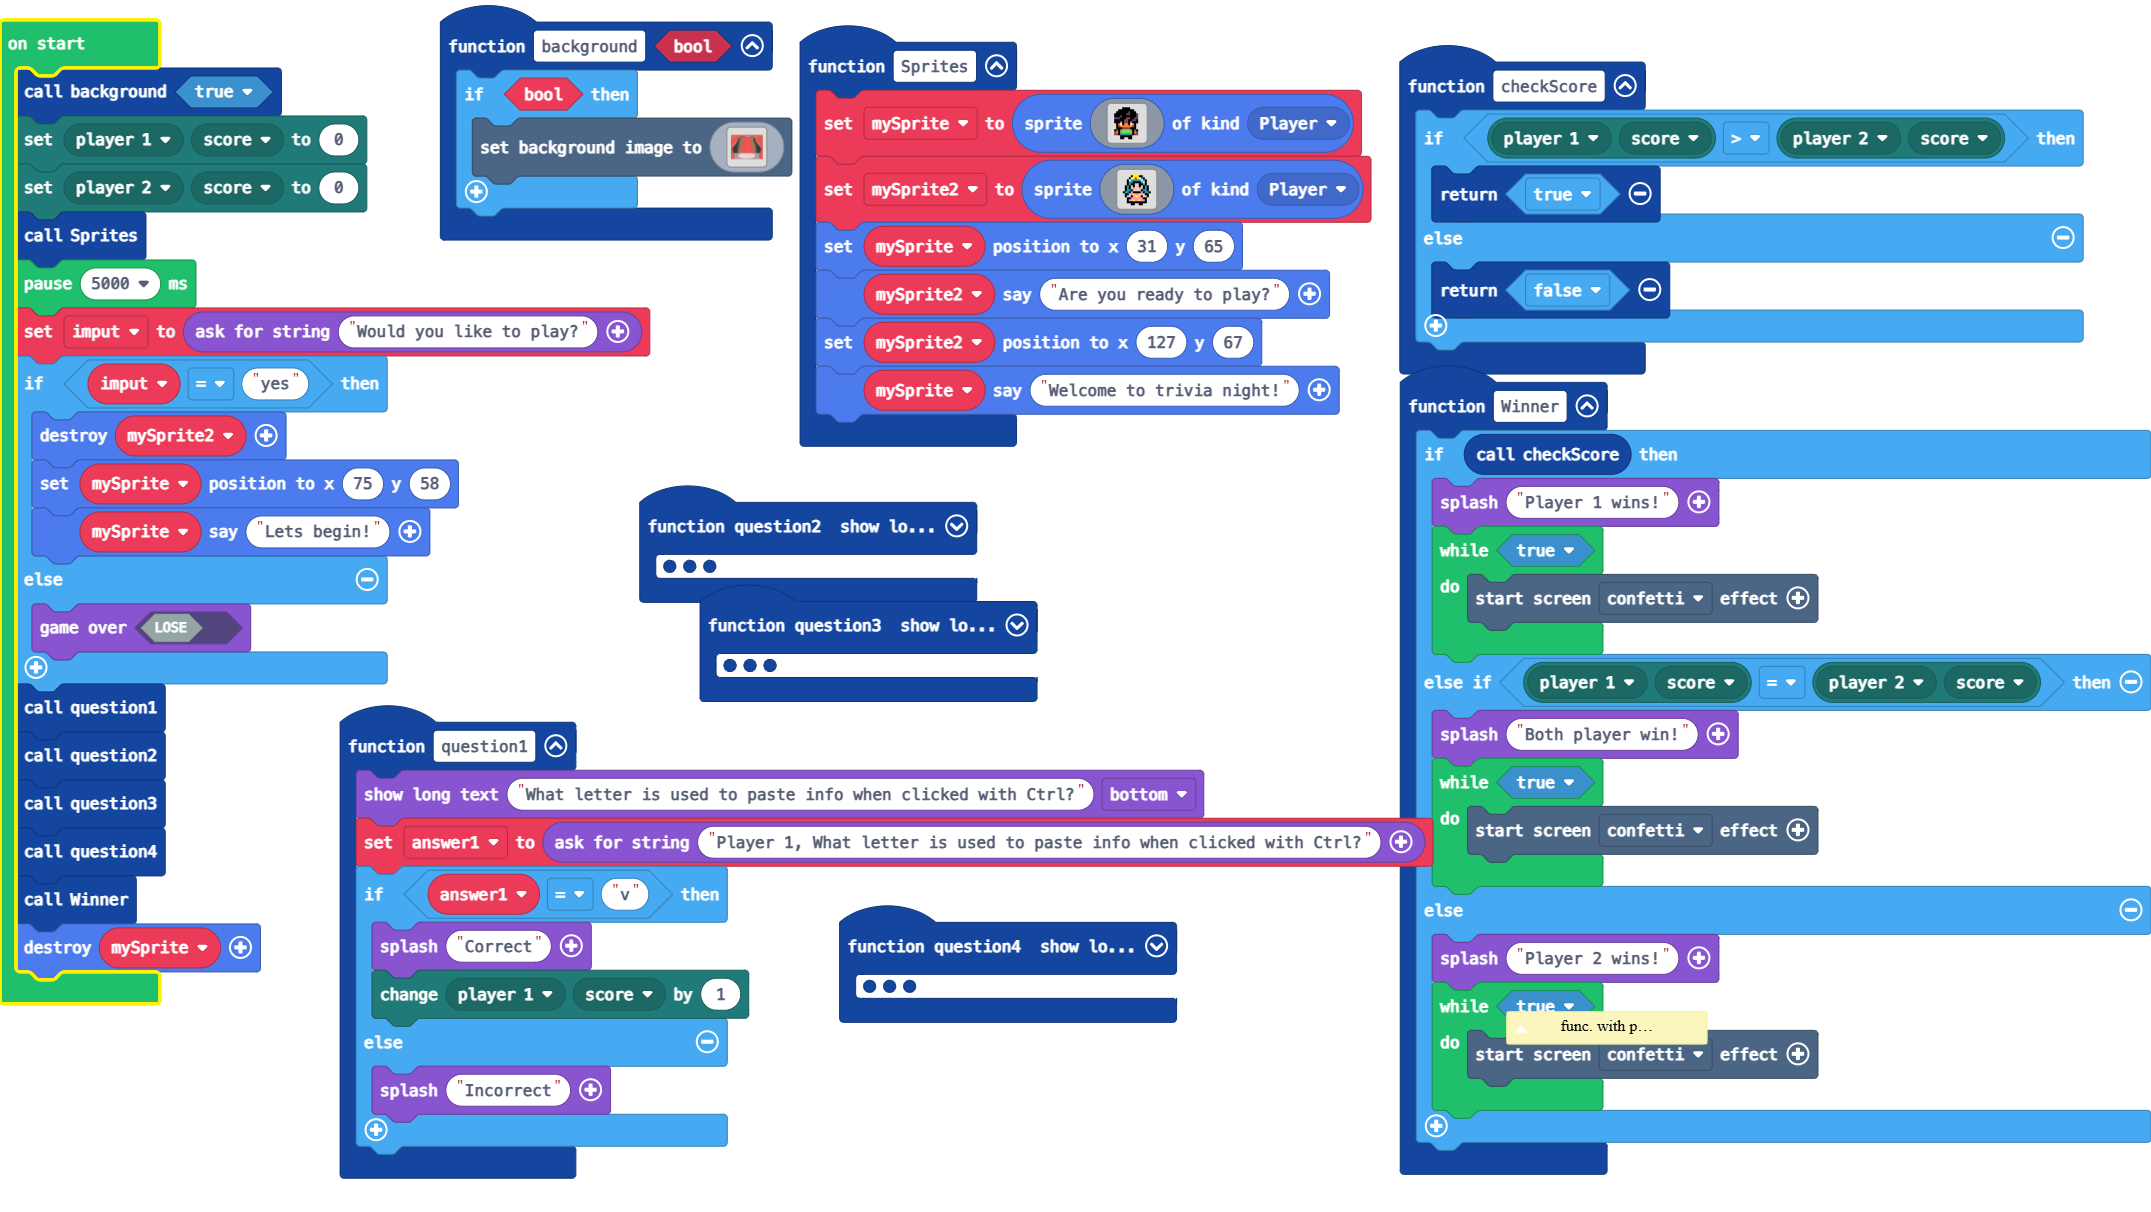 on start
call background true
set player 1 score to 0
set player 2 score to 0
call Sprites
pause 5000 ms
set imput to ask for string "Would you like to play?"
if imput = "yes" then
destroy mySprite2
set mySprite position to x 75 y 58
mySprite say "Lets begin!"
else
game over LOSE
call question1
call question2
call question3
call question4
call Winner
destroy mySprite
function background bool
if bool then
set background image to
function Sprites
set mySprite to sprite of kind Player
set mySprite2 to sprite of kind Player
set mySprite position to x 31 y 65
mySprite2 say "Are you ready to play?"
set mySprite2 position to x 127 y 67
mySprite say "Welcome to trivia night!"
function question2 show lo...
function question3 show lo...
function question1
show long text "What letter is used to paste info when clicked with Ctrl?" bottom
set answer1 to ask for string "Player 1, What letter is used to paste info when clicked with Ctrl?"
if answer1 = "v" then
splash "Correct"
change player 1 score by 1
else
splash "Incorrect"
function question4 show lo...
function checkScore
if player 1 score > player 2 score then
return true
else
return false
function Winner
if call checkScore then
splash "Player 1 wins!"
while true
do start screen confetti effect
else if player 1 score = player 2 score then
splash "Both player win!"
while true
do start screen confetti effect
else
splash "Player 2 wins!"
while true
func. with p...
do start screen confetti effect